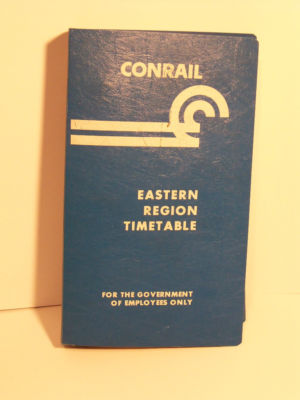 CONRAIL
EASTERN
REGION
TIMETABLE
FOR THE GOVERNMENT
OF EMPLOYEES ONLY